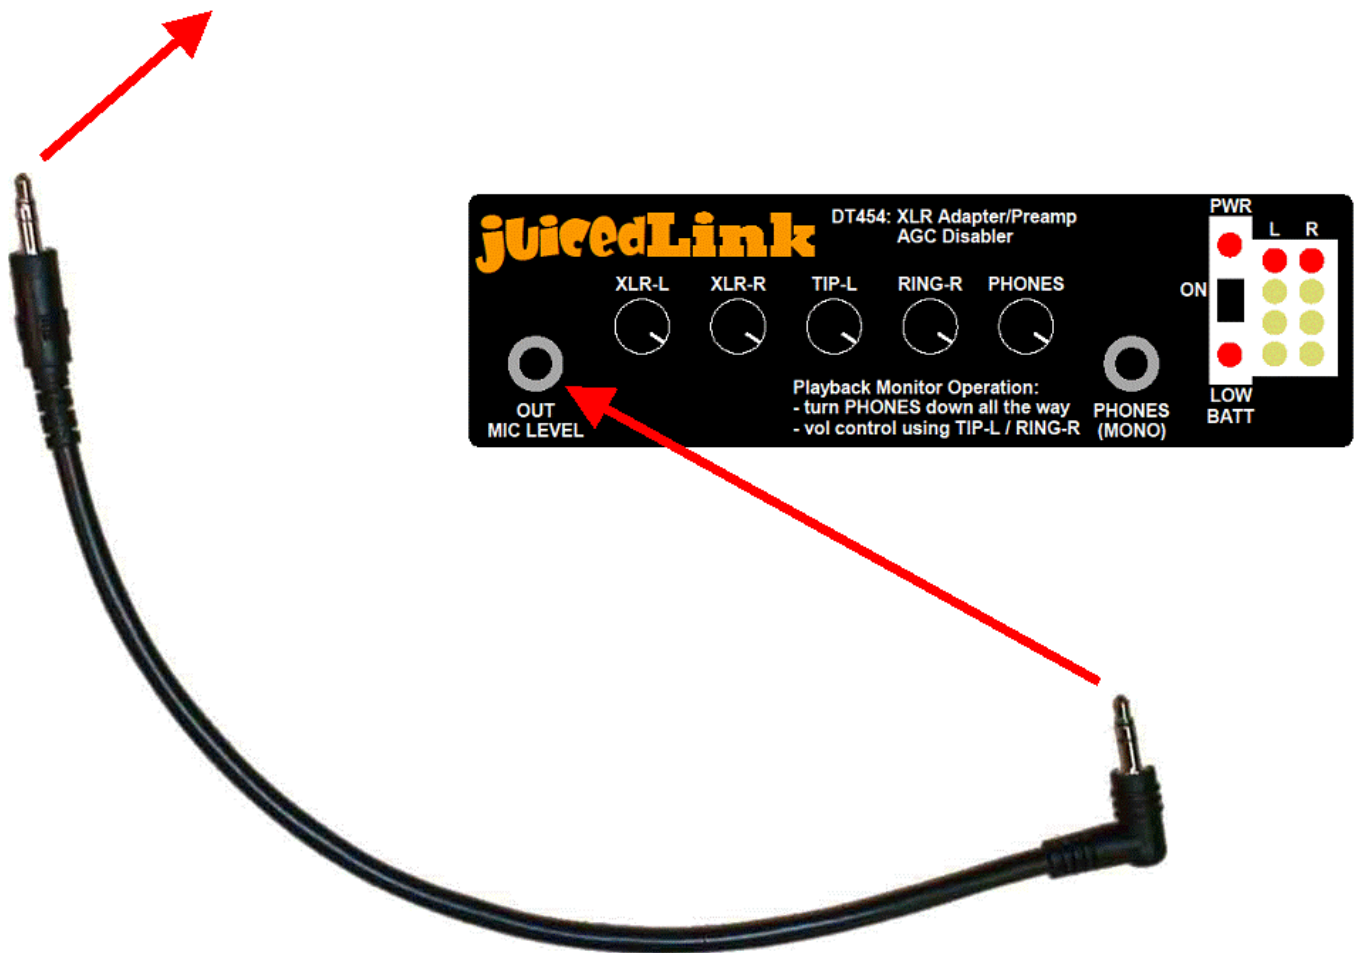 juicedLink
DT454: XLR Adapter/Preamp
AGC Disabler
PWR
L R
XLR-L XLR-R TIP-L RING-R PHONES
ON
OUT
MIC LEVEL
Playback Monitor Operation:
- turn PHONES down all the way
- vol control using TIP-L / RING-R
PHONES
(MONO)
LOW
BATT